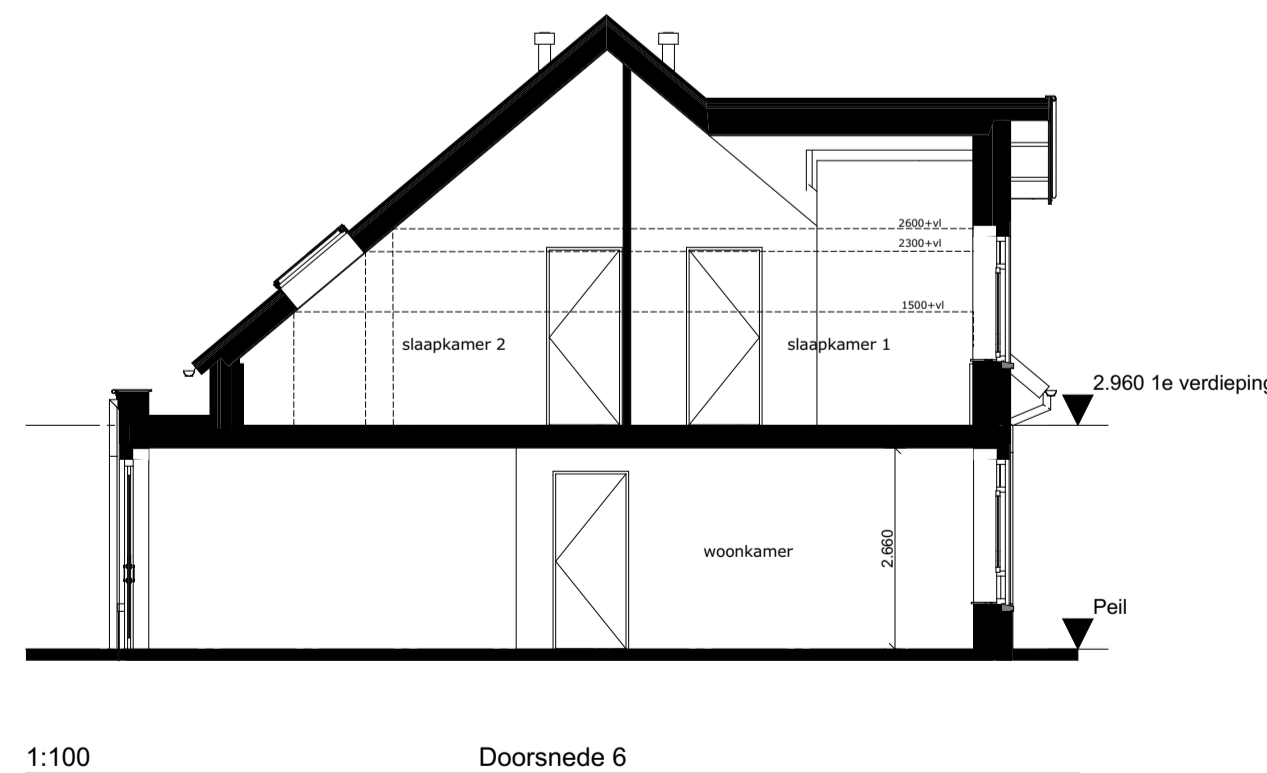 2600+vl
2300+vl
1500+vl
slaapkamer 2
slaapkamer 1
2.960 1e verdieping
2.660
woonkamer
Peil
1:100
Doorsnede 6